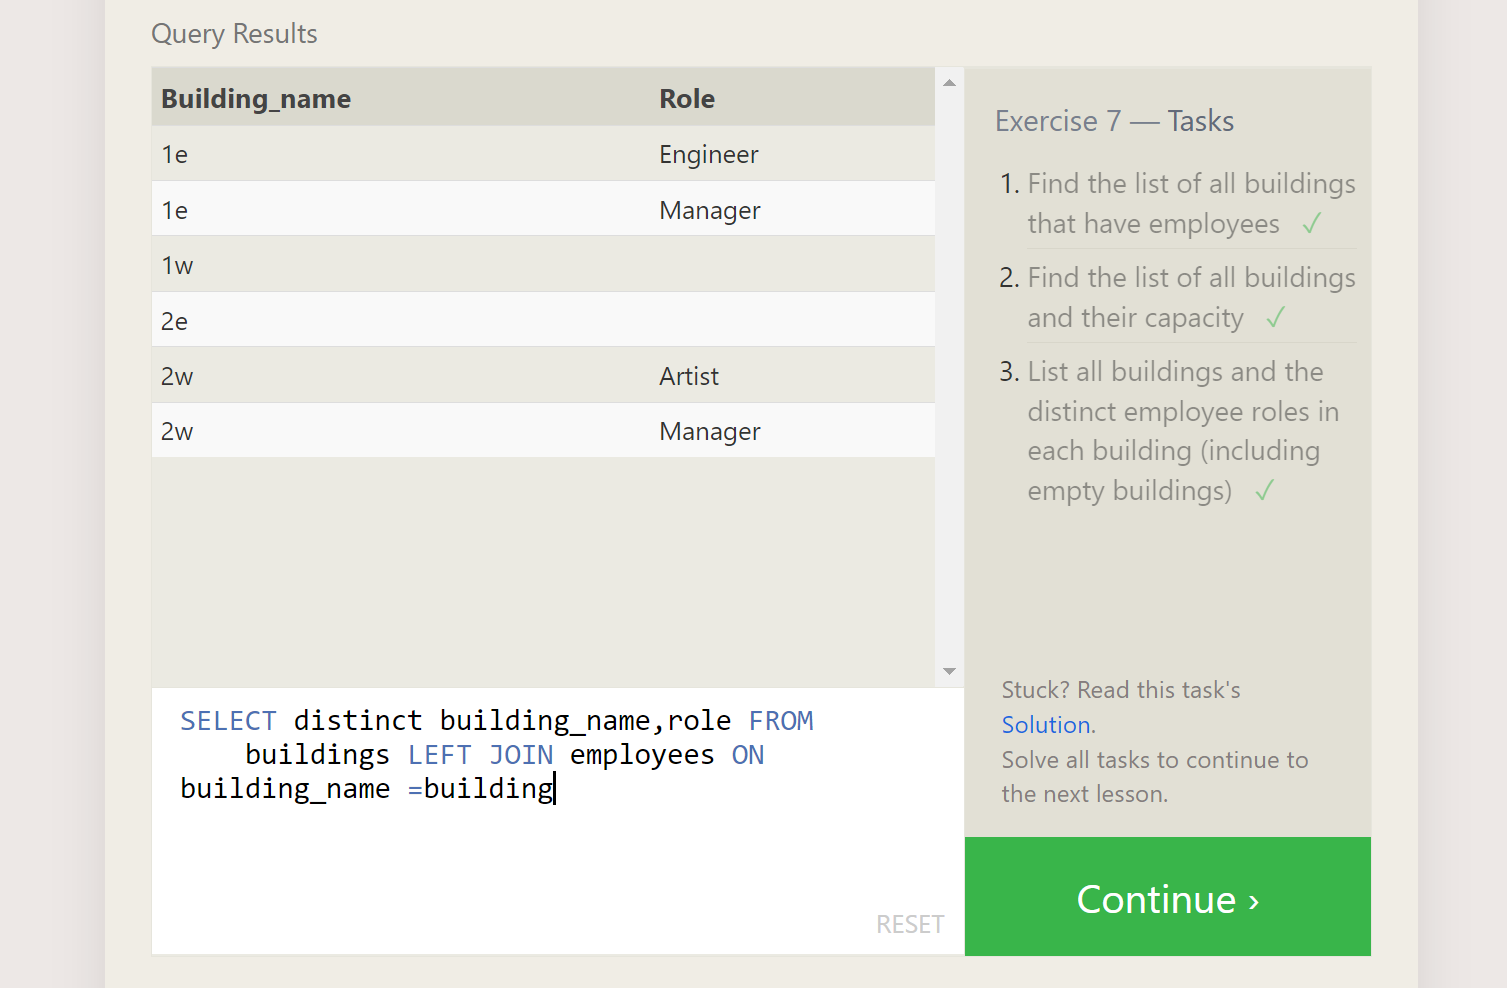 Query Results
Building_name Role
1e Engineer
1e Manager
1w
2e
2w Artist
2w Manager
SELECT distinct building_name,role FROM
buildings LEFT JOIN employees ON
building_name =building
RESET
Exercise 7 — Tasks
1. Find the list of all buildings
that have employees ✓
2. Find the list of all buildings
and their capacity ✓
3. List all buildings and the
distinct employee roles in
each building (including
empty buildings) ✓
Stuck? Read this task's
Solution.
Solve all tasks to continue to
the next lesson.
Continue ›